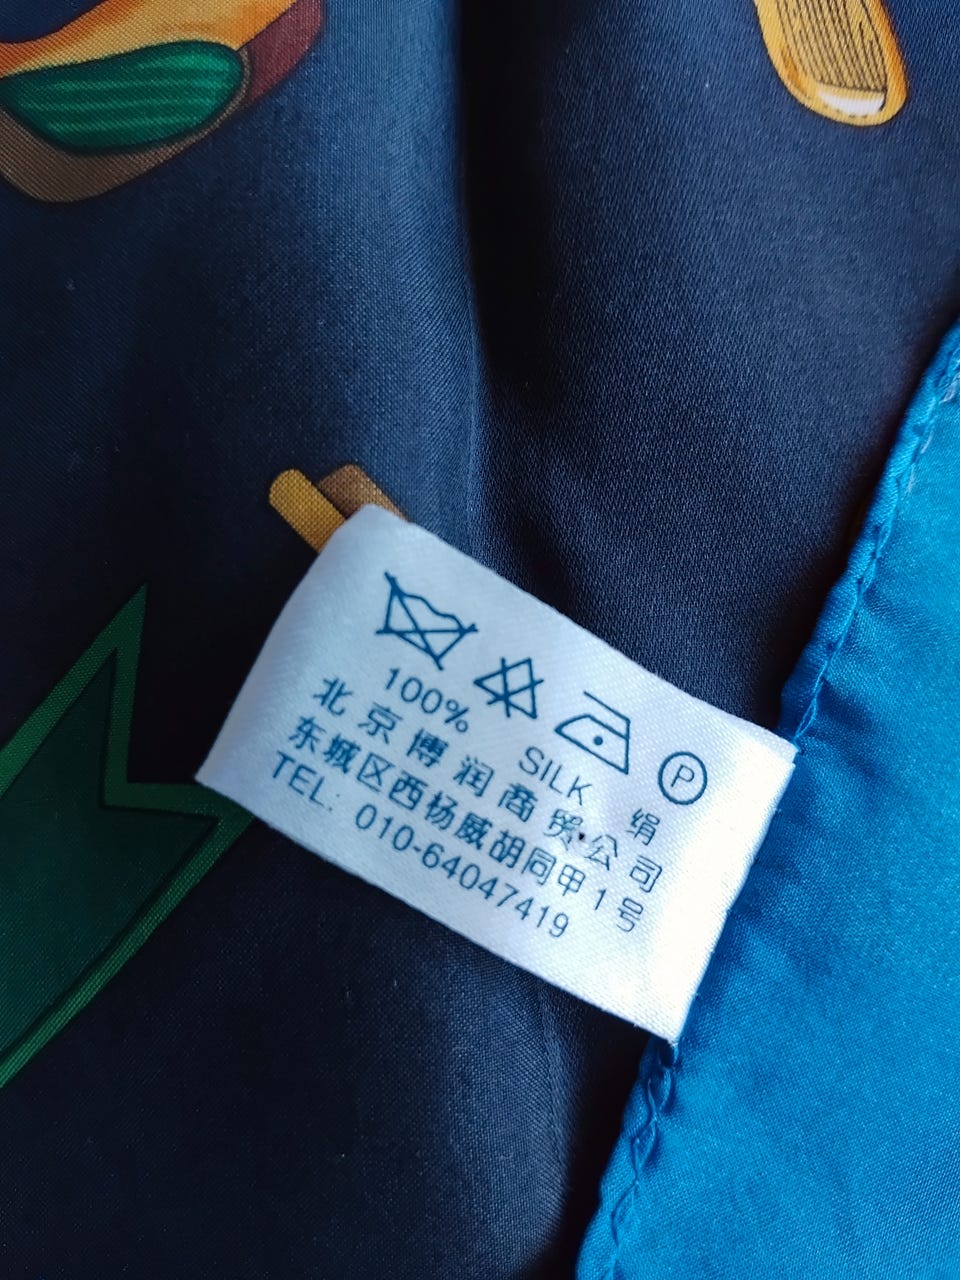 100% SILK 绢
北京博润商贸公司
东城区西杨威胡同甲1号
TEL: 010-64047419
P